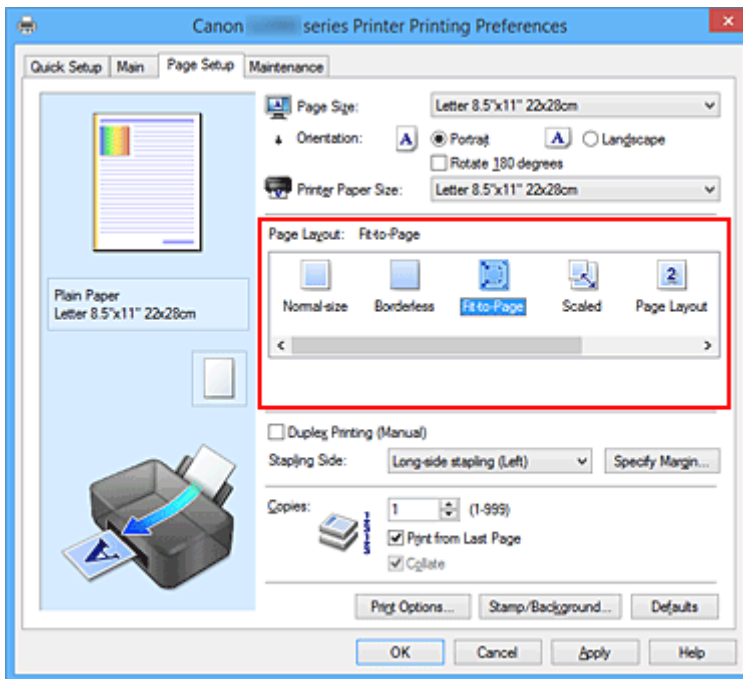 Canon series Printer Printing Preferences
Quick Setup Main Page Setup Maintenance
Page Size: Letter 8.5"x11" 22x28cm
Orientation: A Portrait A Landscape
Rotate 180 degrees
Printer Paper Size: Letter 8.5"x11" 22x28cm
Page Layout: Fit-to-Page
Normal-size Borderless Fit-to-Page Scaled Page Layout
Plain Paper
Letter 8.5"x11" 22x28cm
Duplex Printing (Manual)
Stapling Side: Long-side stapling (Left) Specify Margin...
Copies: 1 (1-999)
Print from Last Page
Collate
Print Options... Stamp/Background... Defaults
OK Cancel Apply Help